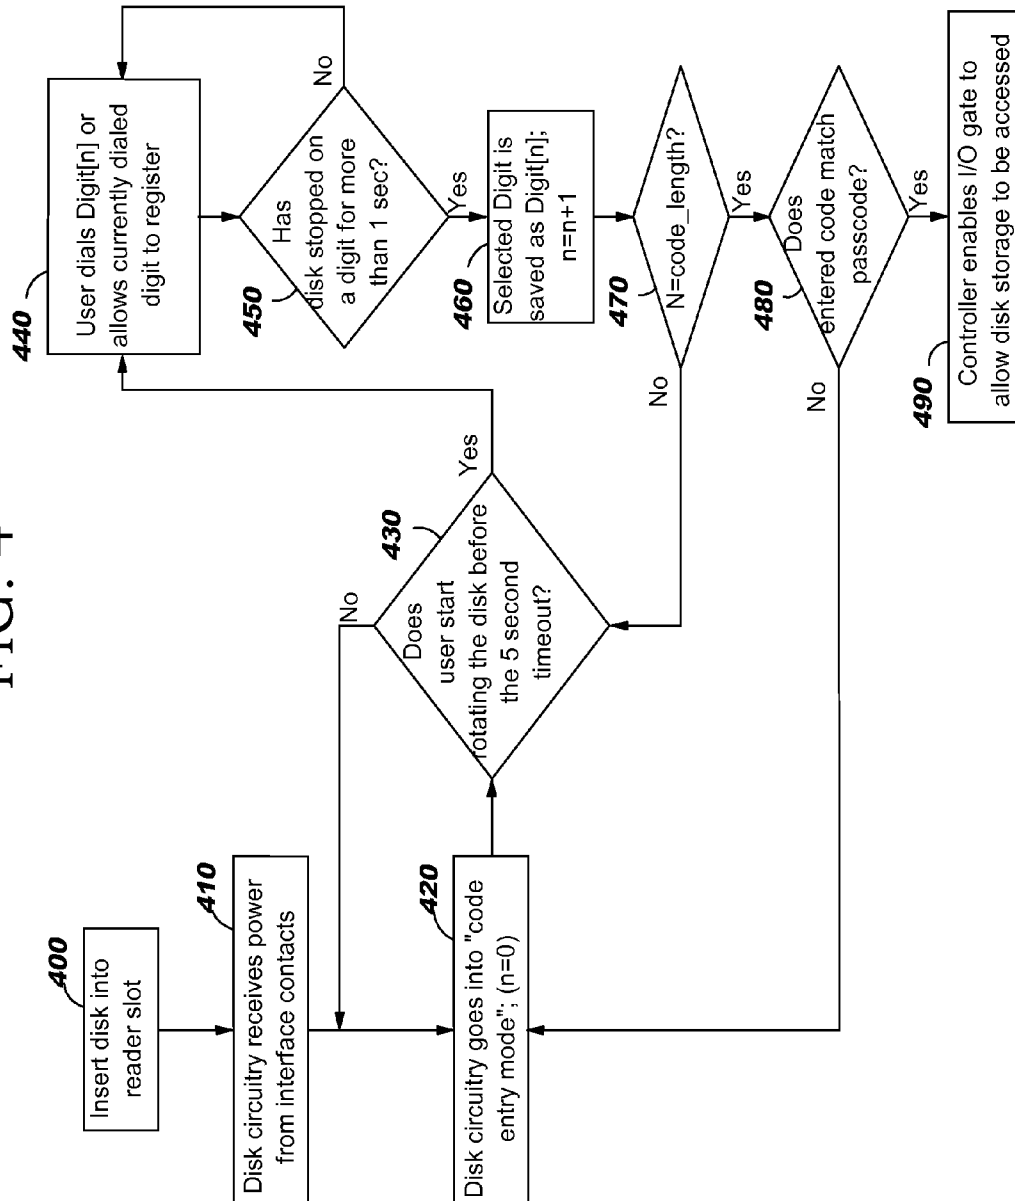 FIG. 4
400
Insert disk into
reader slot
410
Disk circuitry receives power
from interface contacts
420
Disk circuitry goes into "code
entry mode"; (n=0)
430
Does
user start
rotating the disk before
the 5 second
timeout?
No
Yes
440
User dials Digit[n] or
allows currently dialed
digit to register
450
Has
disk stopped on
a digit for more
than 1 sec?
No
Yes
460
Selected Digit is
saved as Digit[n];
n=n+1
470
N=code_length?
No
Yes
480
Does
entered code match
passcode?
No
Yes
490
Controller enables I/O gate to
allow disk storage to be accessed